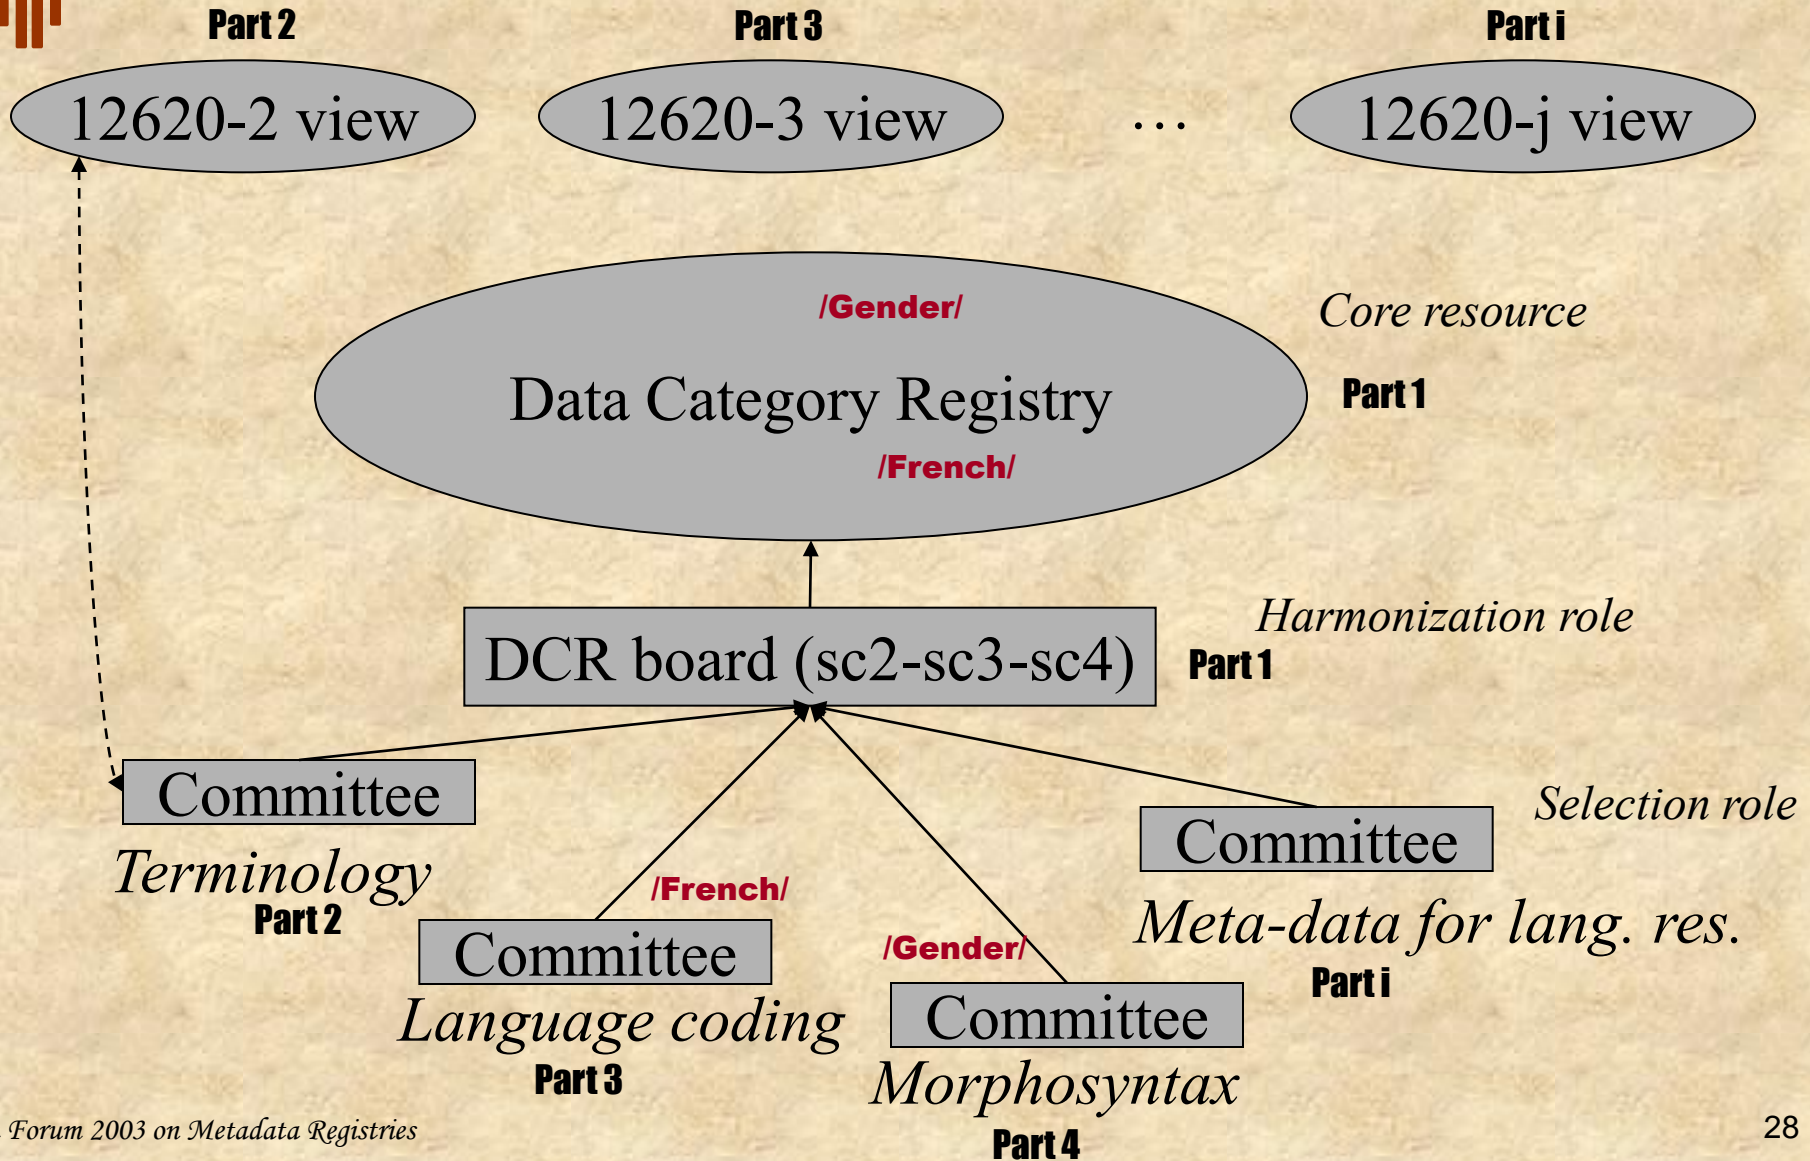 Part 2
Part 3
Part i
12620-2 view
12620-3 view
...
12620-j view
/Gender/
Core resource
Data Category Registry
Part 1
/French/
Harmonization role
DCR board (sc2-sc3-sc4)
Part 1
Committee
Selection role
Terminology
Part 2
Committee
/French/
Meta-data for lang. res.
Part i
Committee
/Gender/
Language coding
Part 3
Committee
Morphosyntax
Part 4
Forum 2003 on Metadata Registries
28